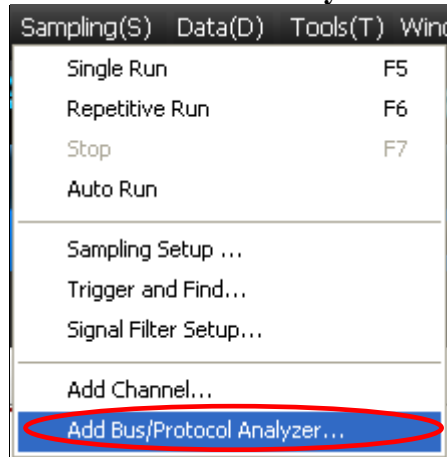 Sampling(S) Data(D) Tools(T)
Single Run F5
Repetitive Run F6
Stop F7
Auto Run
Sampling Setup ...
Trigger and Find...
Signal Filter Setup...
Add Channel...
Add Bus/Protocol Analyzer...